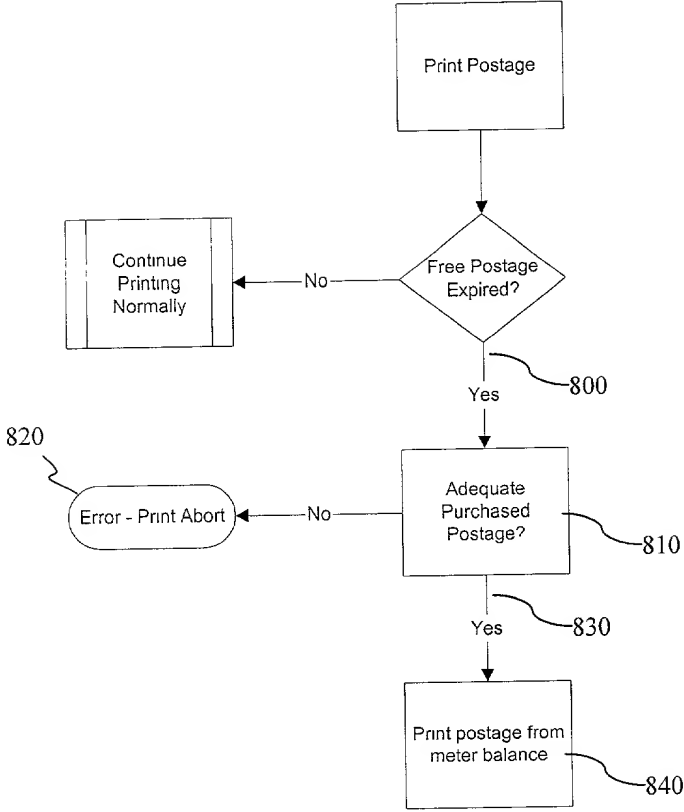 Print Postage
Free Postage
Expired?
No
Continue
Printing
Normally
800
Yes
Adequate
Purchased
Postage?
810
No
820
Error - Print Abort
830
Yes
Print postage from
meter balance
840